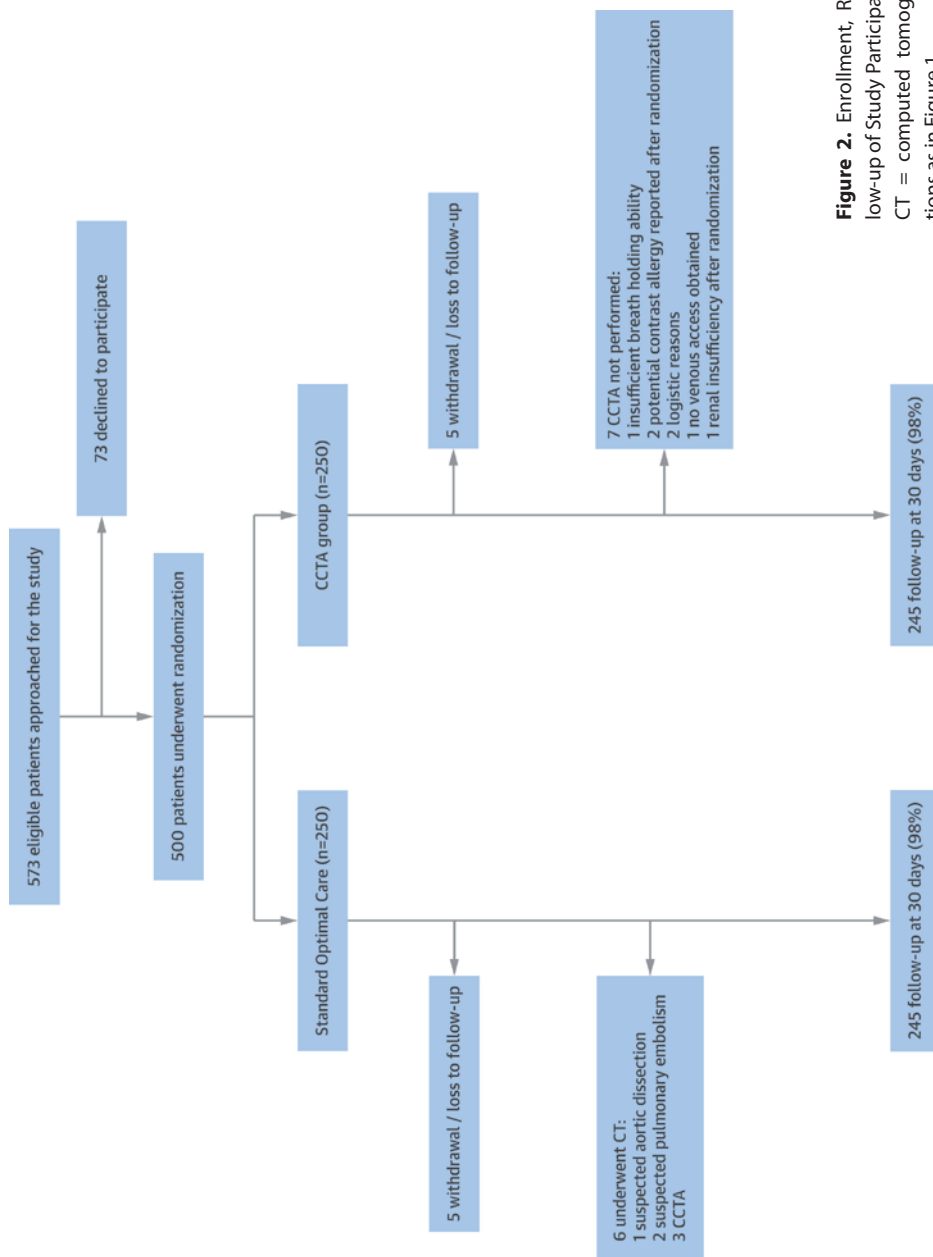 573 eligible patients approached for the study
73 declined to participate
500 patients underwent randomization
Standard Optimal Care (n=250)
CCTA group (n=250)
5 withdrawal / loss to follow-up
5 withdrawal / loss to follow-up
6 underwent CT:
1 suspected aortic dissection
2 suspected pulmonary embolism
3 CCTA
7 CCTA not performed:
1 insufficient breath holding ability
2 potential contrast allergy reported after randomization
2 logistic reasons
1 no venous access obtained
1 renal insufficiency after randomization
245 follow-up at 30 days (98%)
245 follow-up at 30 days (98%)
Figure 2. Enrollment, R
low-up of Study Participa
CT = computed tomog
tions as in Figure 1